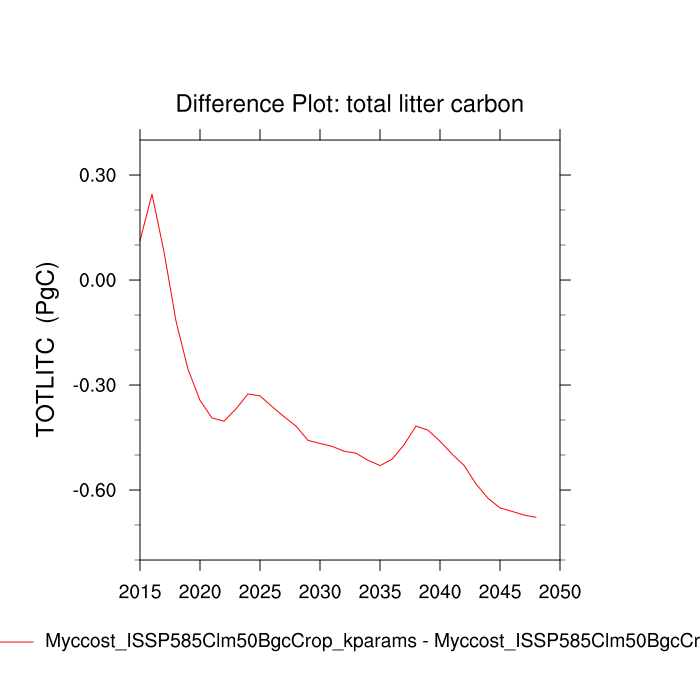 Difference Plot: total litter carbon
TOTLITC (PgC)
0.30
0.00
-0.30
-0.60
2015 2020 2025 2030 2035 2040 2045 2050
Myccost_ISSP585Clm50BgcCrop_kparams - Myccost_ISSP585Clm50BgcCr